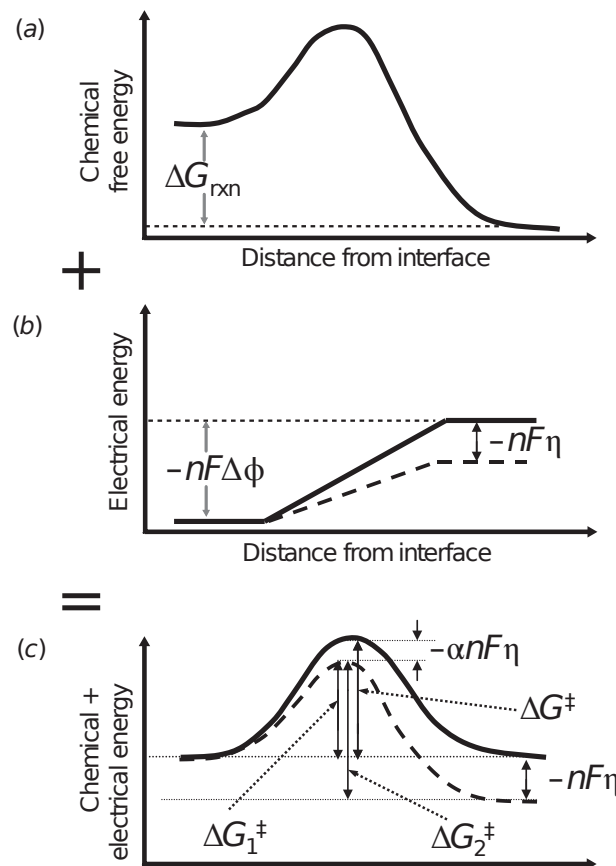 (a)
Chemical
free energy
ΔG_rxn
Distance from interface
+
(b)
Electrical energy
–nFΔϕ
–nFη
Distance from interface
=
(c)
Chemical +
electrical energy
–αnFη
ΔG‡
–nFη
ΔG₁‡
ΔG₂‡